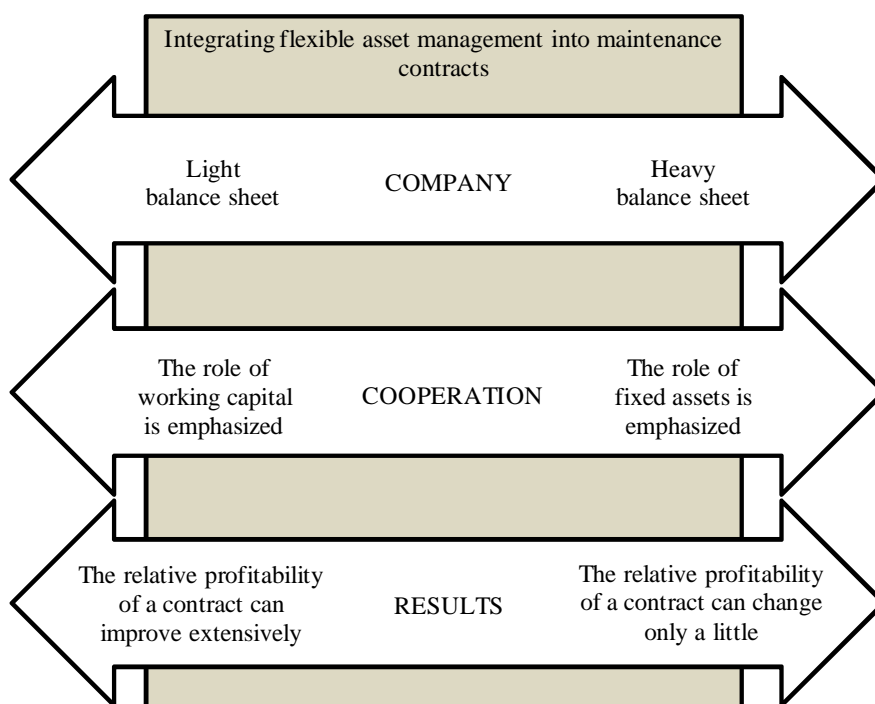 Integrating flexible asset management into maintenance
contracts
Light
balance sheet
COMPANY
Heavy
balance sheet
The role of
working capital
is emphasized
COOPERATION
The role of
fixed assets is
emphasized
The relative profitability
of a contract can
improve extensively
RESULTS
The relative profitability
of a contract can change
only a little